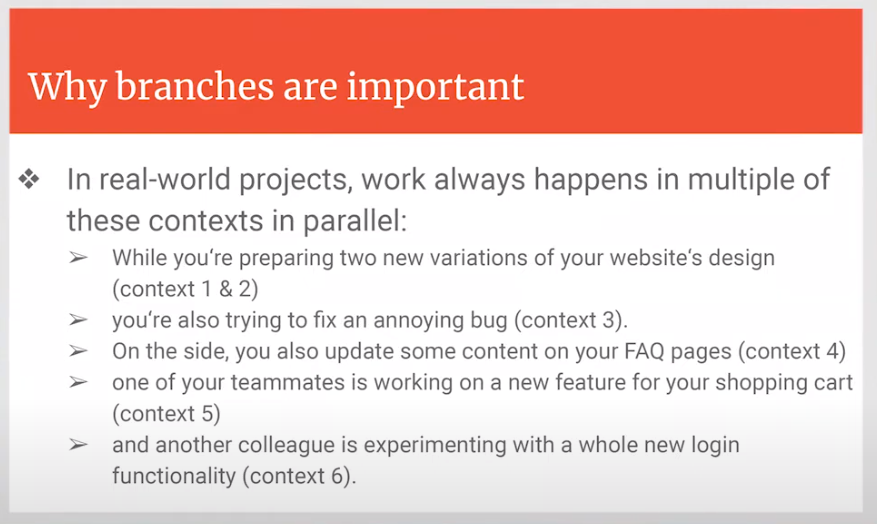 Why branches are important
❖ In real-world projects, work always happens in multiple of
these contexts in parallel:
➢ While you‘re preparing two new variations of your website‘s design
(context 1 & 2)
➢ you‘re also trying to fix an annoying bug (context 3).
➢ On the side, you also update some content on your FAQ pages (context 4)
➢ one of your teammates is working on a new feature for your shopping cart
(context 5)
➢ and another colleague is experimenting with a whole new login
functionality (context 6).